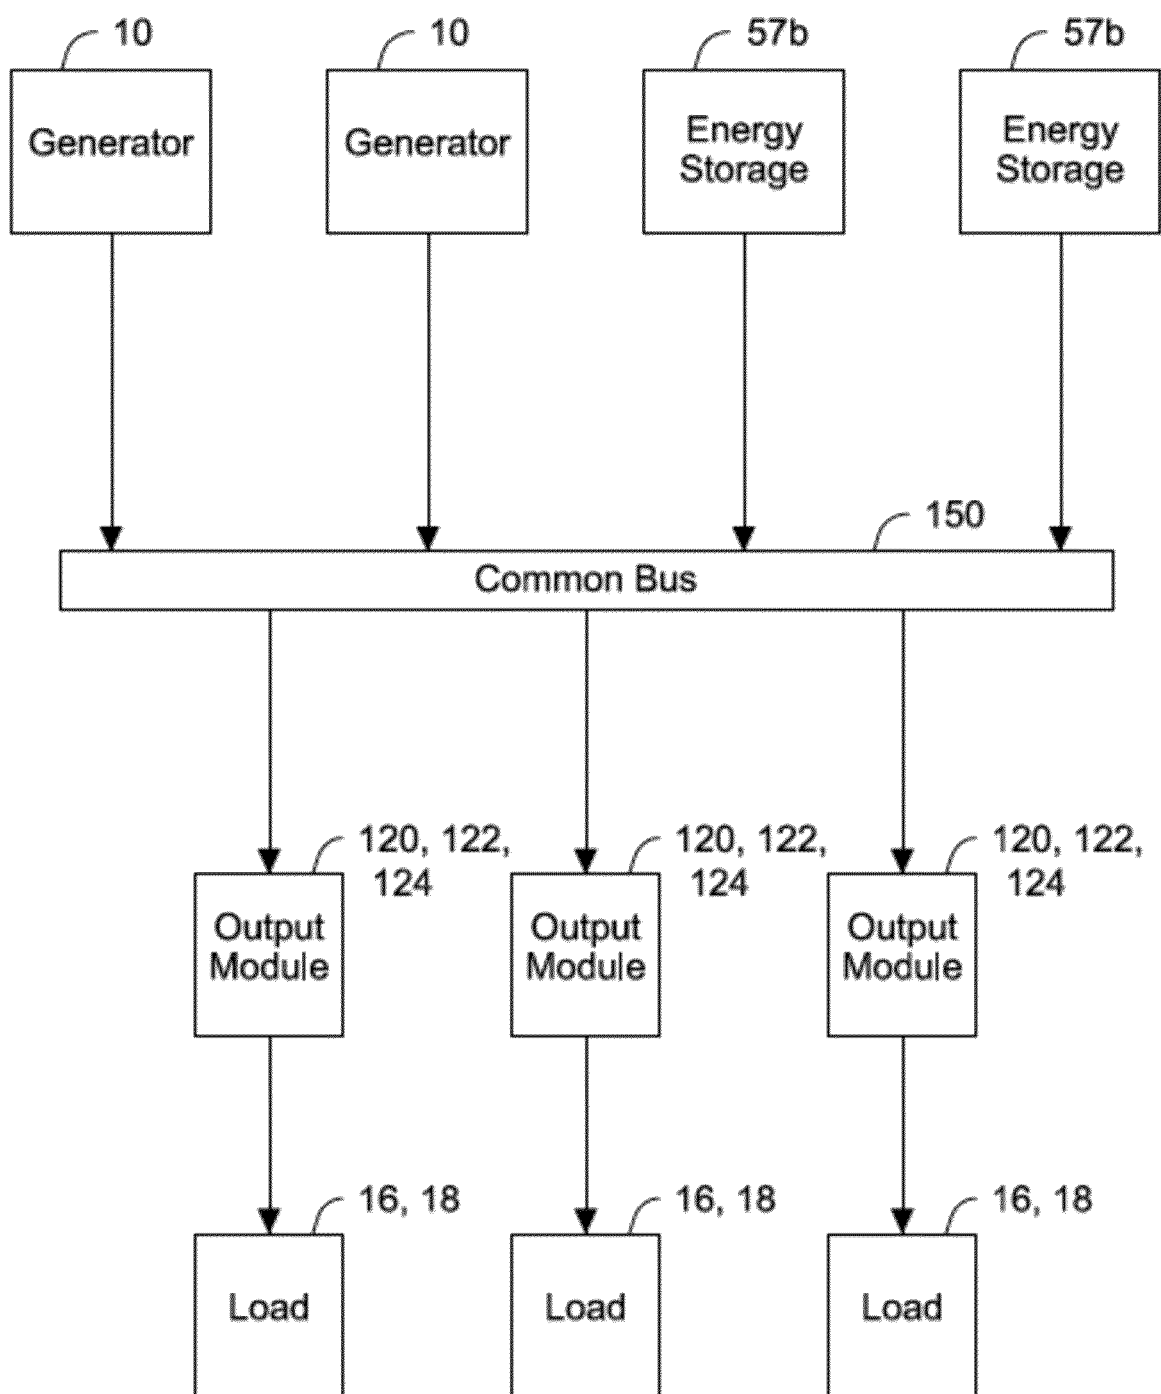 10
10
57b
57b
Generator
Generator
Energy
Storage
Energy
Storage
150
Common Bus
120, 122,
124
120, 122,
124
120, 122,
124
Output
Module
Output
Module
Output
Module
16, 18
16, 18
16, 18
Load
Load
Load